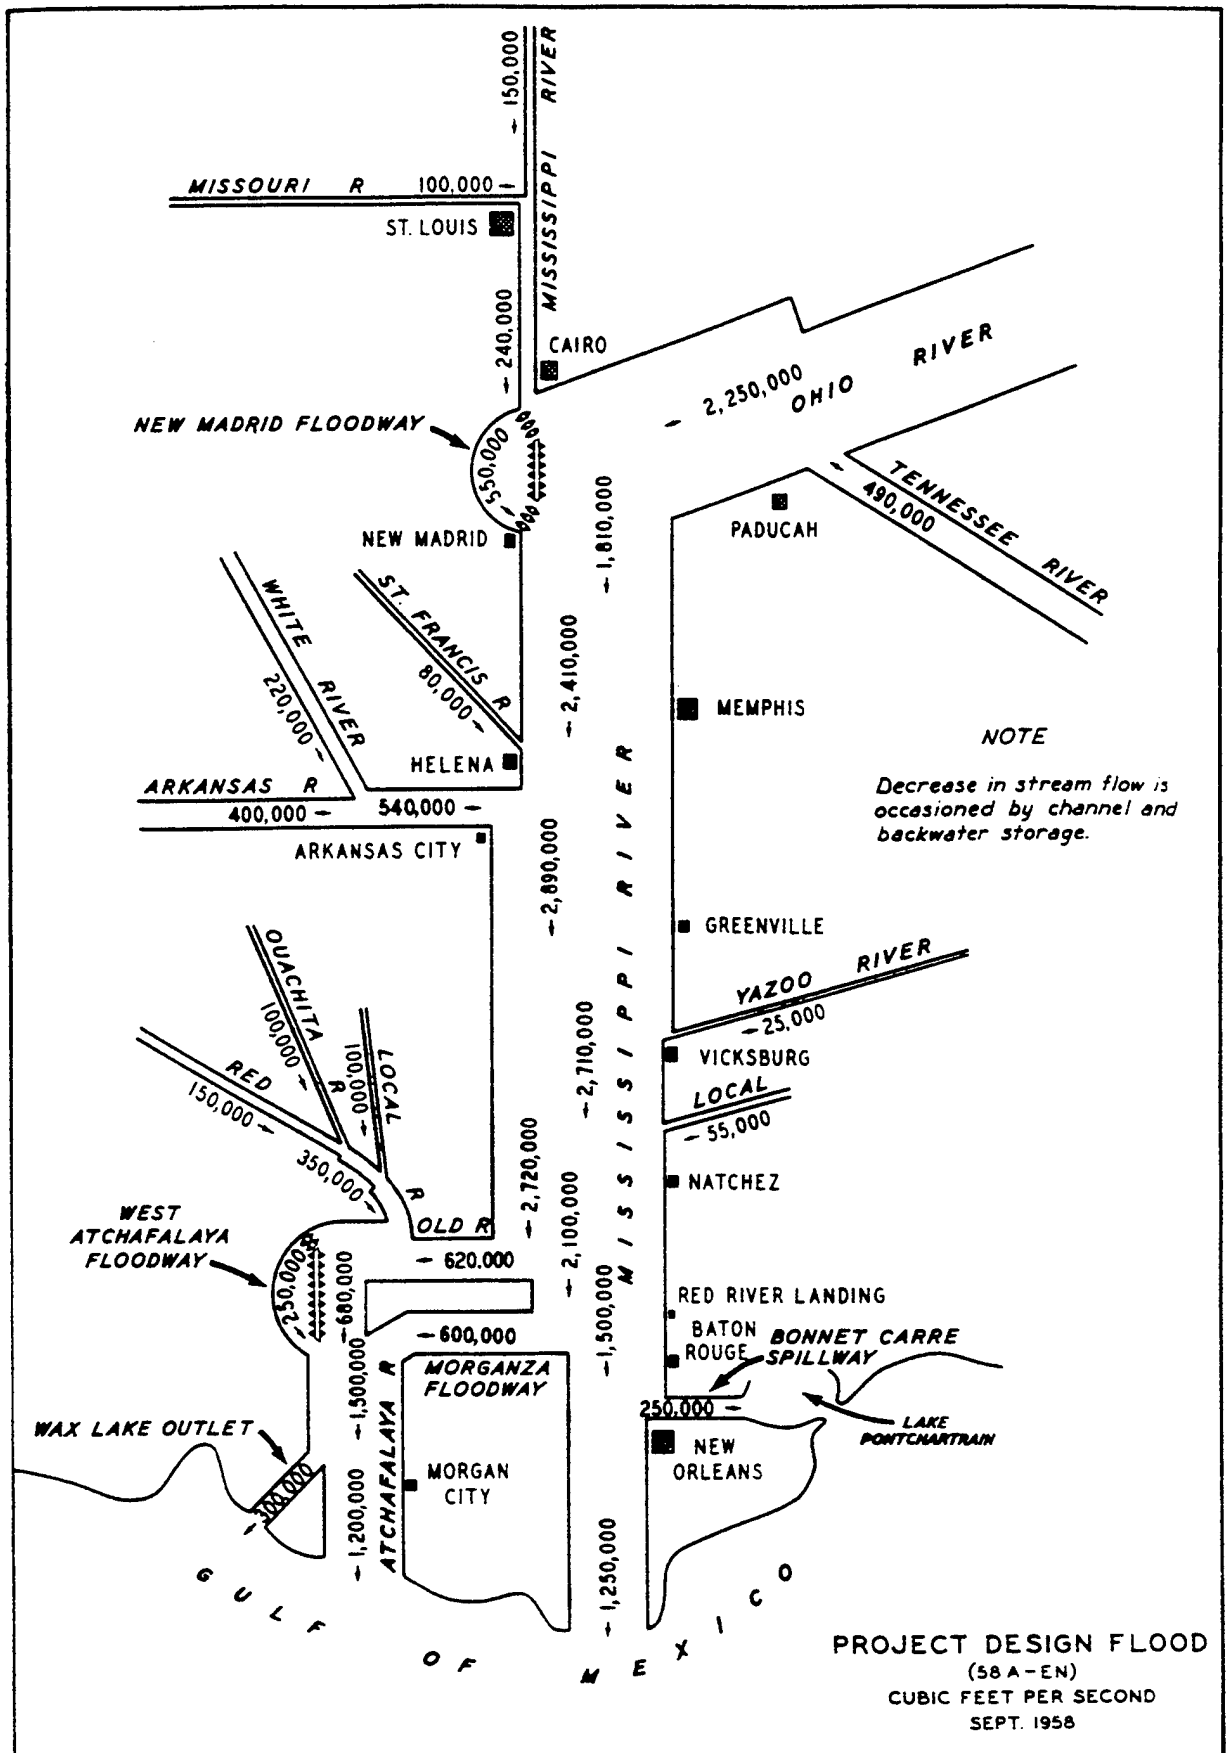 150,000
MISSISSIPPI RIVER
MISSOURI R
100,000
ST. LOUIS
240,000
CAIRO
OHIO RIVER
2,250,000
NEW MADRID FLOODWAY
550,000
NEW MADRID
1,810,000
PADUCAH
TENNESSEE RIVER
490,000
WHITE RIVER
220,000
ST. FRANCIS R
80,000
2,410,000
MEMPHIS
NOTE
Decrease in stream flow is
occasioned by channel and
backwater storage.
HELENA
ARKANSAS R
400,000
540,000
ARKANSAS CITY
MISSISSIPPI RIVER
2,890,000
GREENVILLE
YAZOO RIVER
25,000
OUACHITA R
100,000
LOCAL
100,000
RED R
150,000
350,000
2,710,000
VICKSBURG
LOCAL
55,000
NATCHEZ
2,720,000
2,100,000
WEST
ATCHAFALAYA
FLOODWAY
250,000
OLD R
620.000
680,000
600,000
1,500,000
RED RIVER LANDING
BATON
ROUGE
BONNET CARRE
SPILLWAY
MORGANZA
FLOODWAY
1,500,000
ATCHAFALAYA R
250.000
LAKE
PONTCHARTRAIN
WAX LAKE OUTLET
300,000
NEW
ORLEANS
MORGAN
CITY
1,200,000
1,250,000
GULF OF MEXICO
PROJECT DESIGN FLOOD
(58 A-EN)
CUBIC FEET PER SECOND
SEPT. 1958